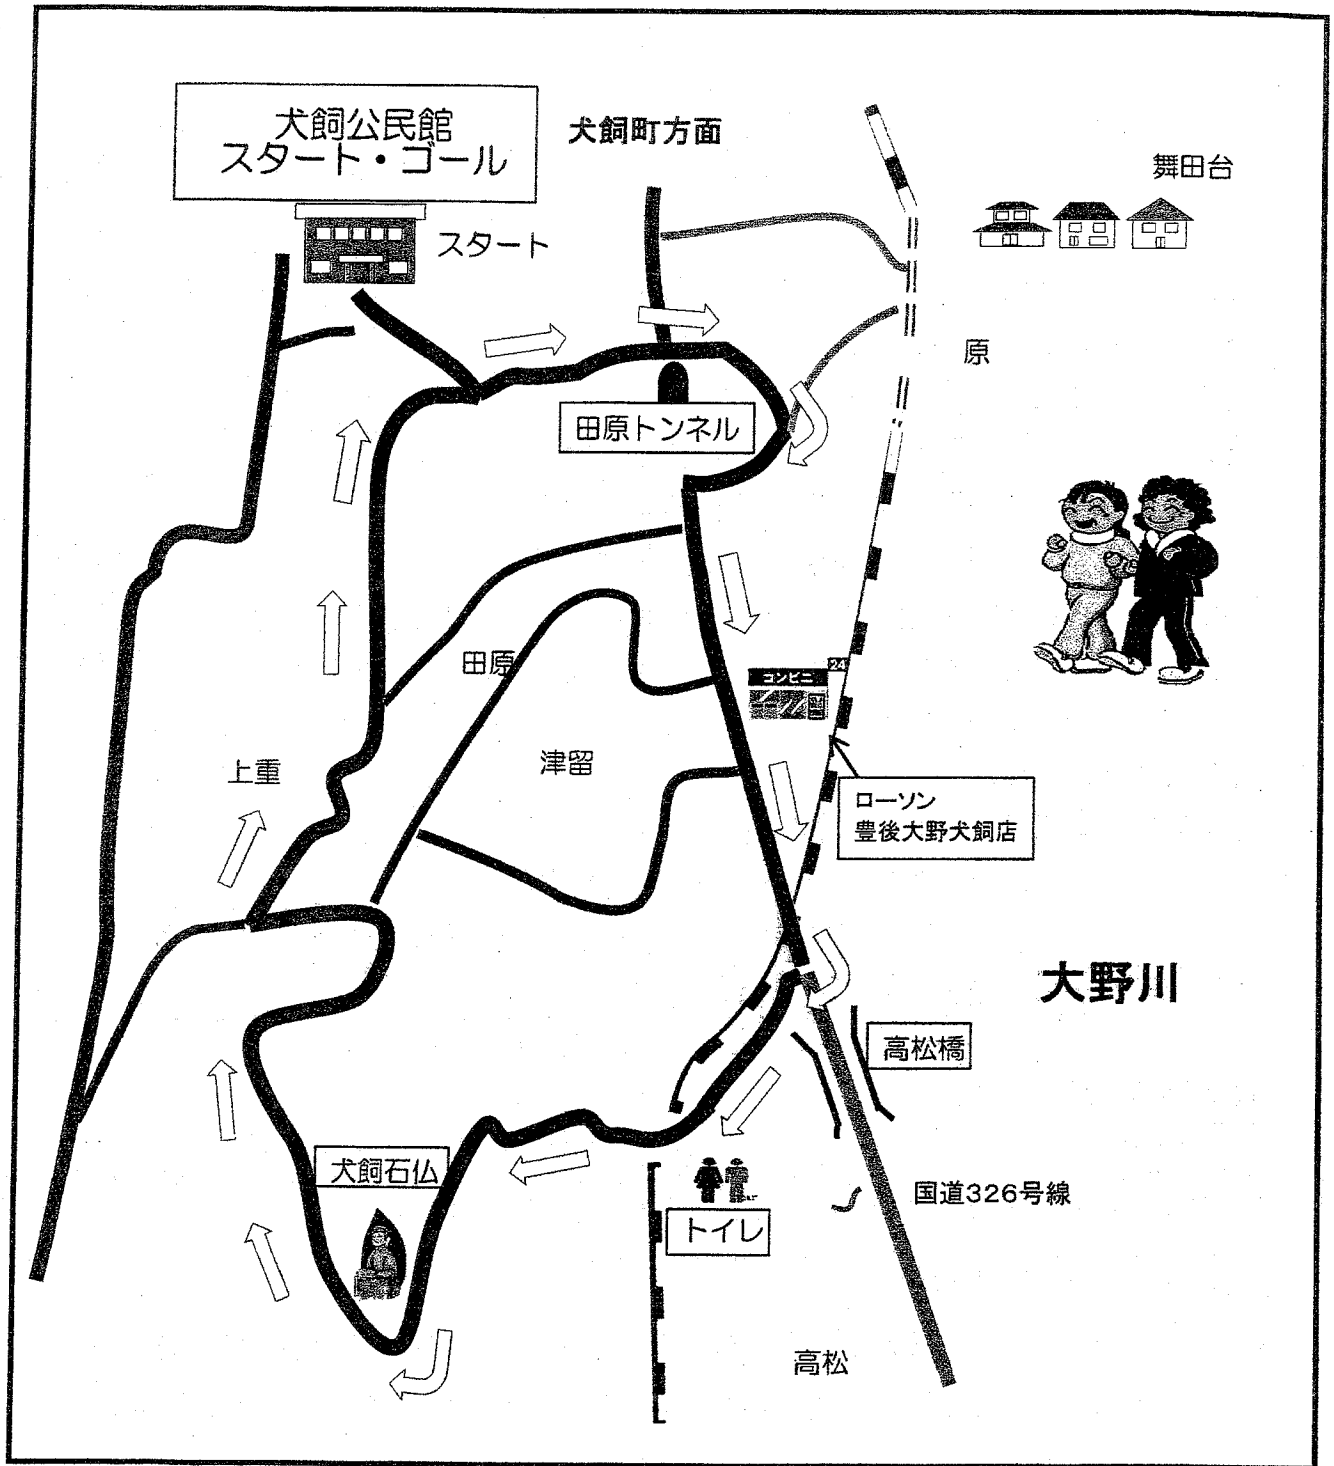 犬飼公民館
スタート・ゴール
犬飼町方面
舞田台
スタート
原
田原トンネル
田原
コンビニ
24
上重
津留
ローソン
豊後大野犬飼店
大野川
高松橋
犬飼石仏
国道326号線
トイレ
高松